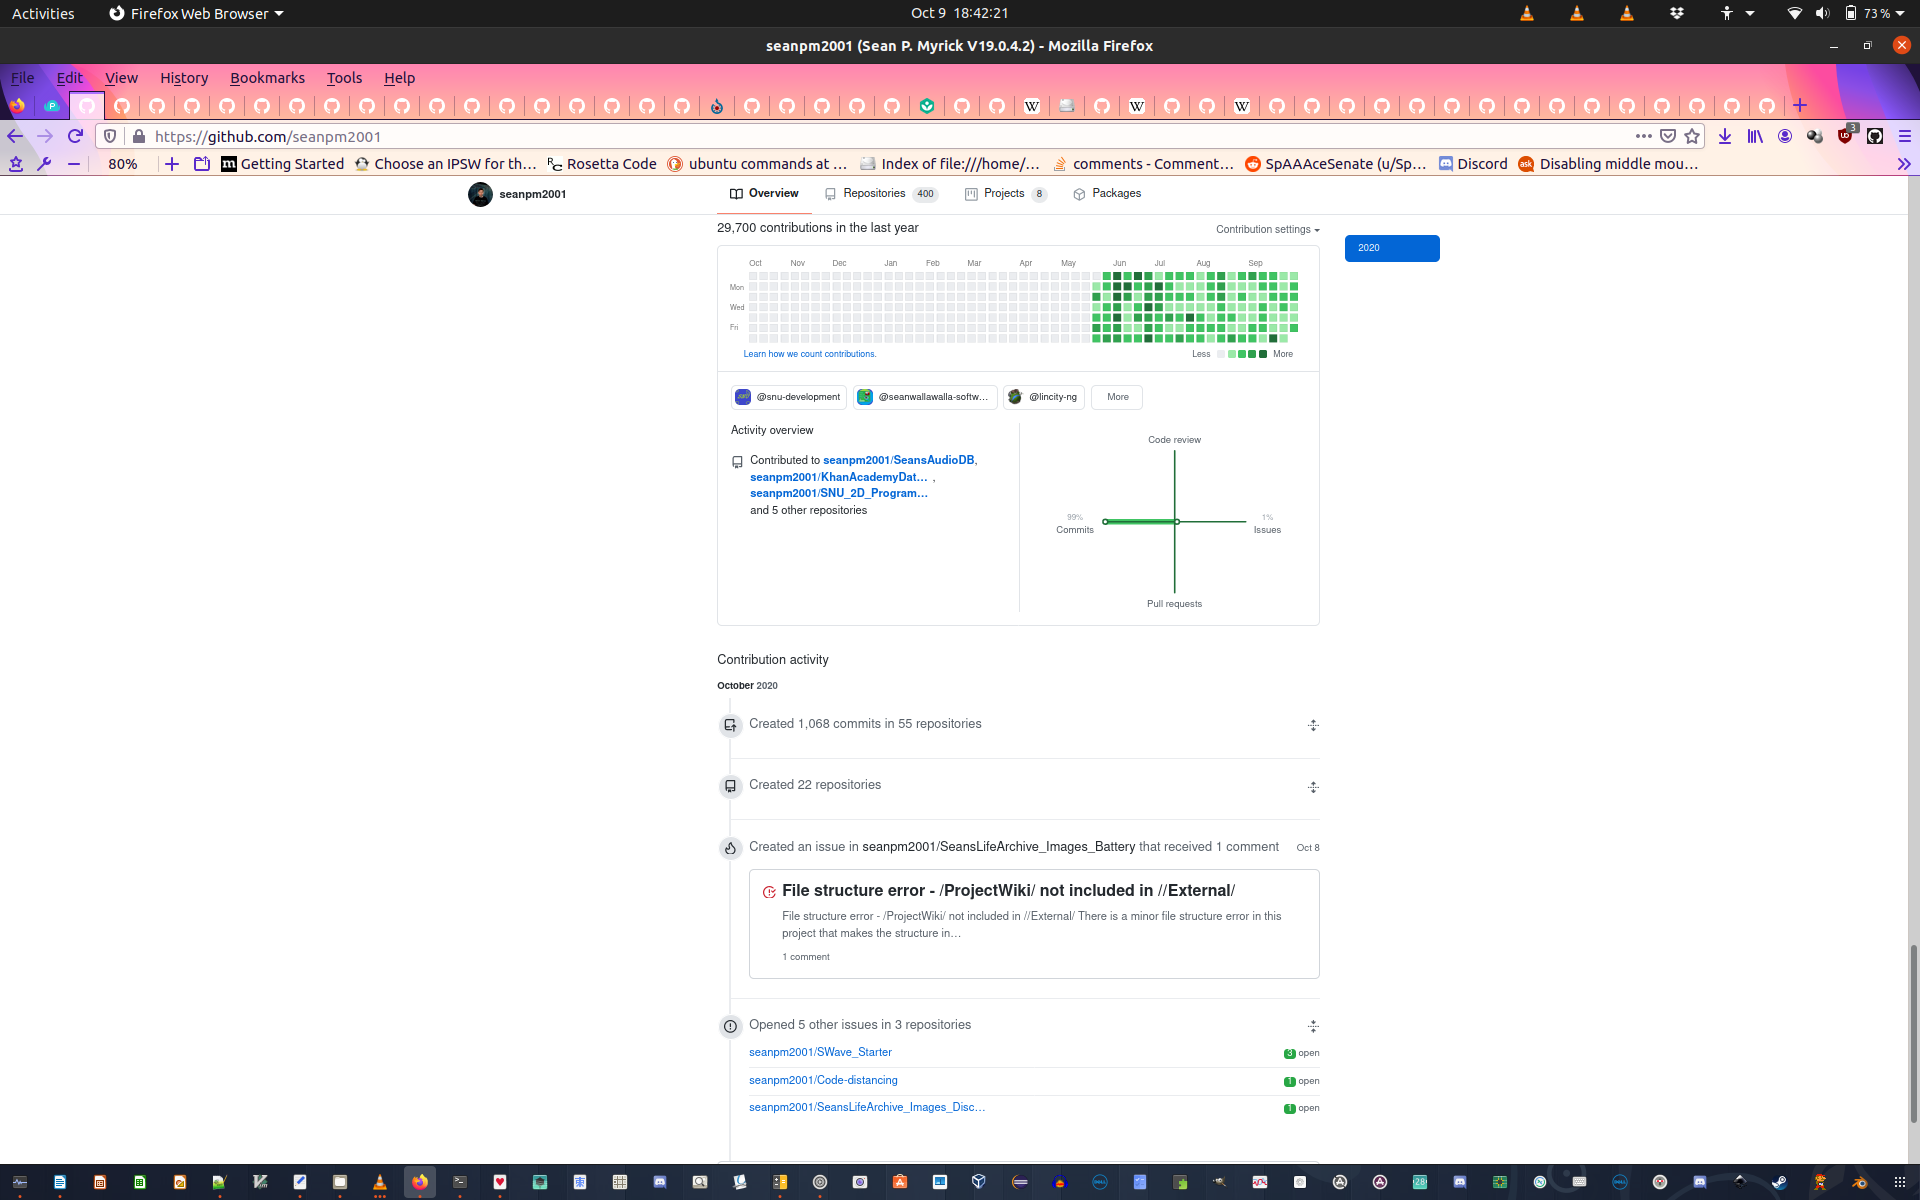 Activities
Firefox Web Browser
Oct 9 18:42:21
73 %
seanpm2001 (Sean P. Myrick V19.0.4.2) - Mozilla Firefox
File Edit View History Bookmarks Tools Help
https://github.com/seanpm2001
3
80%
Getting Started
Choose an IPSW for th…
Rosetta Code
ubuntu commands at …
Index of file:///home/…
comments - Comment…
SpAAAceSenate (u/Sp…
Discord
Disabling middle mou…
seanpm2001
Overview
Repositories 400
Projects 8
Packages
29,700 contributions in the last year
Contribution settings
2020
Oct Nov Dec Jan Feb Mar Apr May Jun Jul Aug Sep
Mon
Wed
Fri
Learn how we count contributions.
Less More
@snu-development
@seanwallawalla-softw…
@lincity-ng
More
Activity overview
Contributed to seanpm2001/SeansAudioDB,
seanpm2001/KhanAcademyDat… ,
seanpm2001/SNU_2D_Program…
and 5 other repositories
Code review
99%
Commits
1%
Issues
Pull requests
Contribution activity
October 2020
Created 1,068 commits in 55 repositories
Created 22 repositories
Created an issue in seanpm2001/SeansLifeArchive_Images_Battery that received 1 comment
Oct 8
File structure error - /ProjectWiki/ not included in //External/
File structure error - /ProjectWiki/ not included in //External/ There is a minor file structure error in this
project that makes the structure in…
1 comment
Opened 5 other issues in 3 repositories
seanpm2001/SWave_Starter
3 open
seanpm2001/Code-distancing
1 open
seanpm2001/SeansLifeArchive_Images_Disc…
1 open